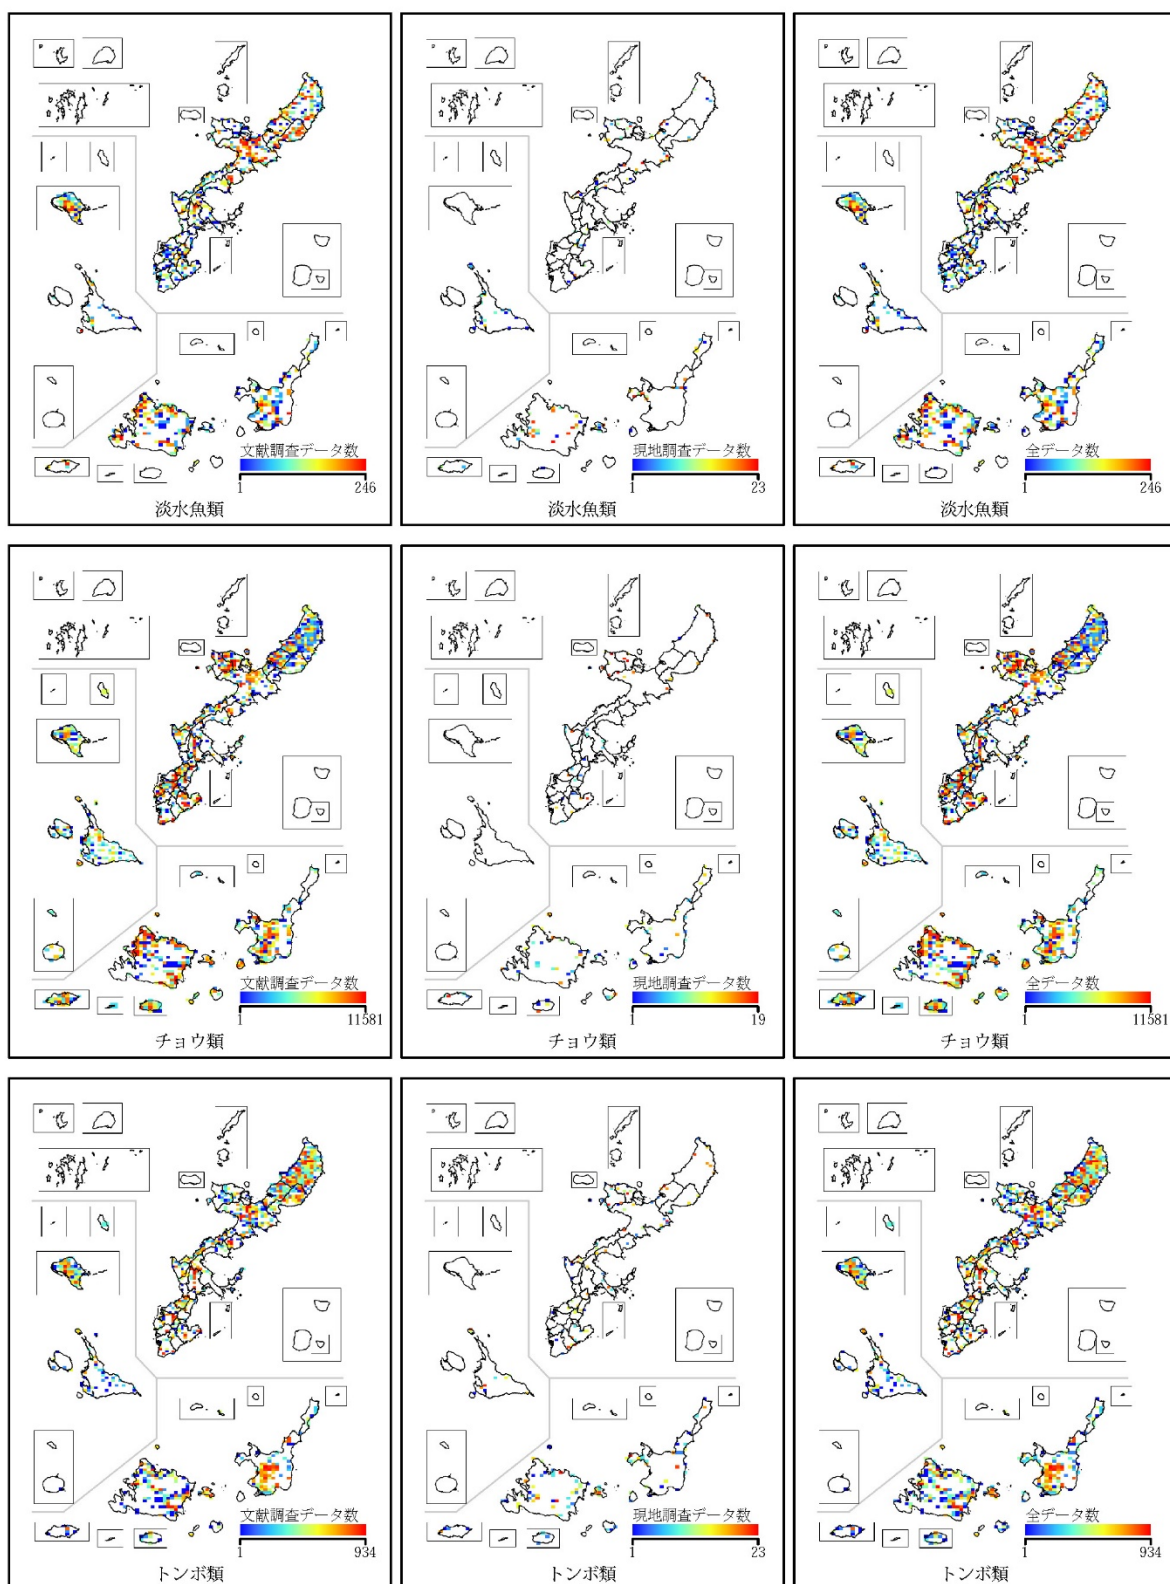 文献調査データ数
1
246
淡水魚類
現地調査データ数
1
23
淡水魚類
全データ数
1
246
淡水魚類
文献調査データ数
1
11581
チョウ類
現地調査データ数
1
19
チョウ類
全データ数
1
11581
チョウ類
文献調査データ数
1
934
トンボ類
現地調査データ数
1
23
トンボ類
全データ数
1
934
トンボ類